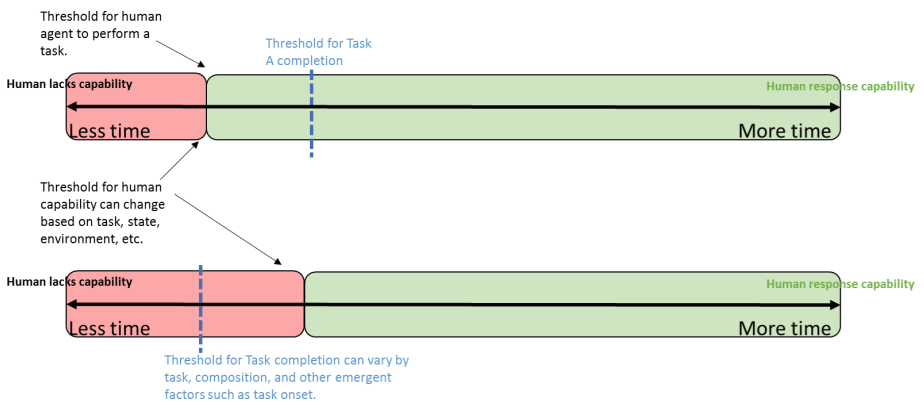 Threshold for human
agent to perform a
task.
Threshold for Task
A completion
Human lacks capability
Human response capability
Less time
More time
Threshold for human
capability can change
based on task, state,
environment, etc.
Human lacks capability
Human response capability
Less time
More time
Threshold for Task completion can vary by
task, composition, and other emergent
factors such as task onset.